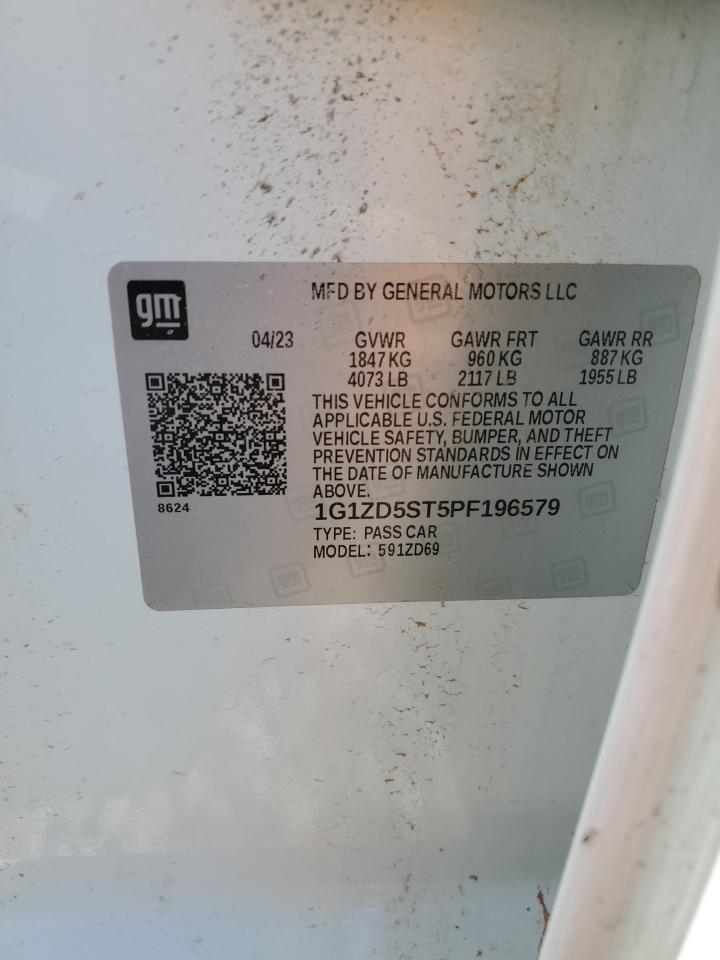 gm
MFD BY GENERAL MOTORS LLC
04/23 GVWR GAWR FRT GAWR RR
1847 KG 960 KG 887 KG
4073 LB 2117 LB 1955 LB
THIS VEHICLE CONFORMS TO ALL
APPLICABLE U.S. FEDERAL MOTOR
VEHICLE SAFETY, BUMPER, AND THEFT
PREVENTION STANDARDS IN EFFECT ON
THE DATE OF MANUFACTURE SHOWN
ABOVE.
8624
1G1ZD5ST5PF196579
TYPE: PASS CAR
MODEL: 591ZD69